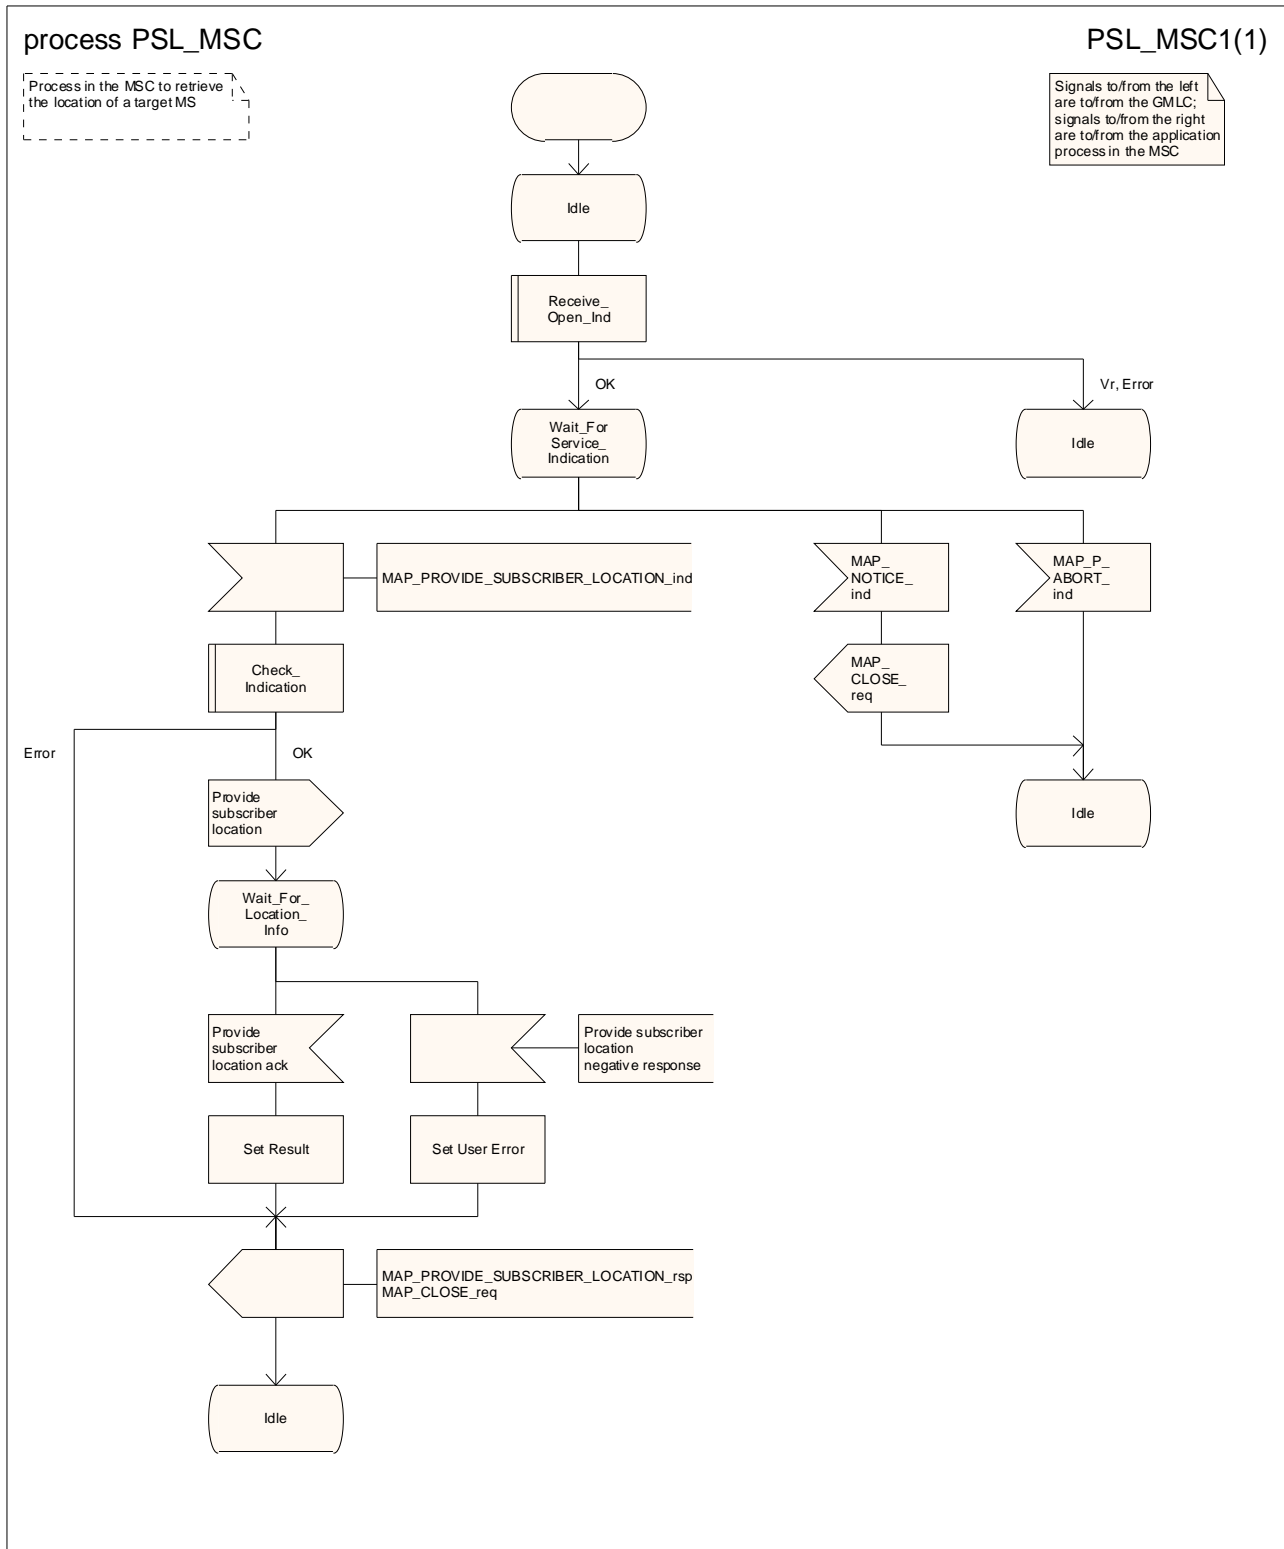 process PSL_MSC
PSL_MSC1(1)
Process in the MSC to retrieve
the location of a target MS
Signals to/from the left
are to/from the GMLC;
signals to/from the right
are to/from the application
process in the MSC
Idle
Receive_
Open_Ind
OK
Vr, Error
Wait_For
Service_
Indication
Idle
MAP_PROVIDE_SUBSCRIBER_LOCATION_ind
MAP_
NOTICE_
ind
MAP_P_
ABORT_
ind
Check_
Indication
MAP_
CLOSE_
req
Error
OK
Provide
subscriber
location
Idle
Wait_For_
Location_
Info
Provide
subscriber
location ack
Provide subscriber
location
negative response
Set Result
Set User Error
MAP_PROVIDE_SUBSCRIBER_LOCATION_rsp
MAP_CLOSE_req
Idle